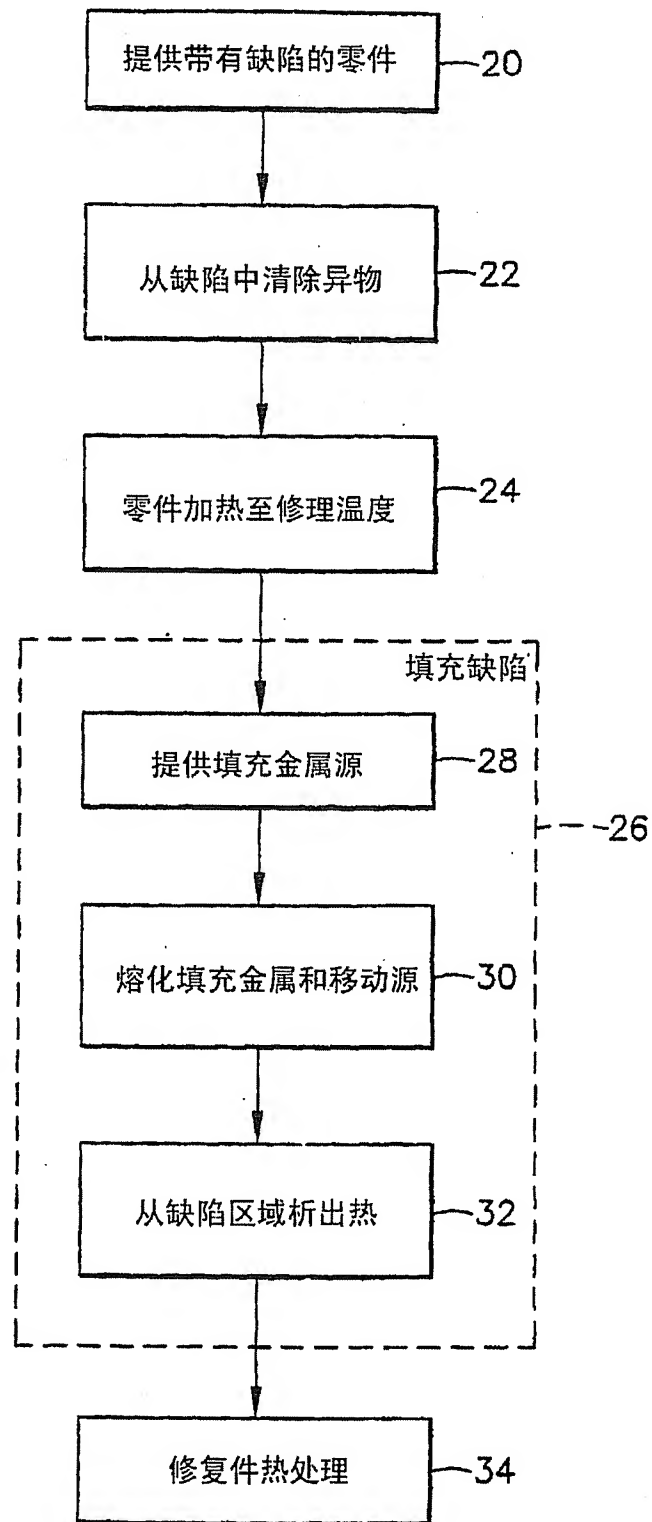 提供带有缺陷的零件 20
从缺陷中清除异物 22
零件加热至修理温度 24
填充缺陷
提供填充金属源 28
26
熔化填充金属和移动源 30
从缺陷区域析出热 32
修复件热处理 34